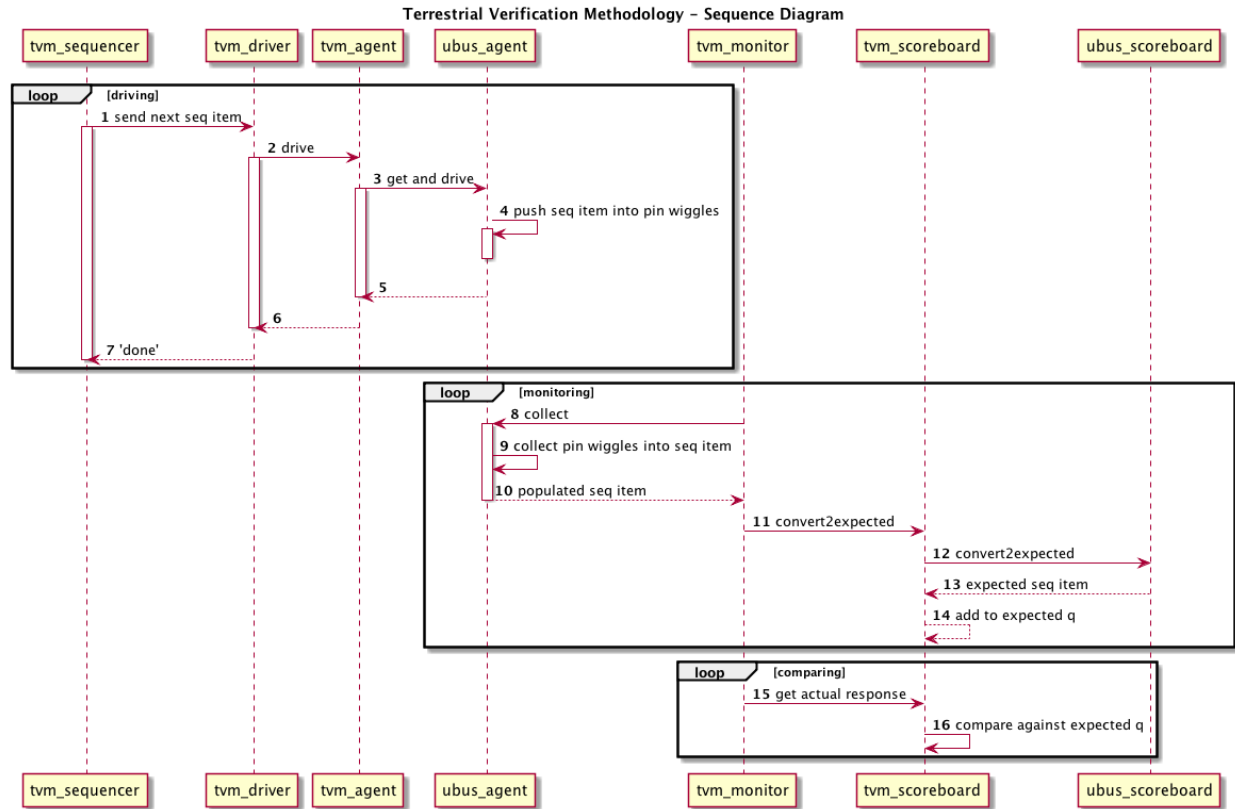 Terrestrial Verification Methodology – Sequence Diagram
tvm_sequencer tvm_driver tvm_agent ubus_agent tvm_monitor tvm_scoreboard ubus_scoreboard
loop [driving]
1 send next seq item
2 drive
3 get and drive
4 push seq item into pin wiggles
5
6
7 'done'
loop [monitoring]
8 collect
9 collect pin wiggles into seq item
10 populated seq item
11 convert2expected
12 convert2expected
13 expected seq item
14 add to expected q
loop [comparing]
15 get actual response
16 compare against expected q
tvm_sequencer tvm_driver tvm_agent ubus_agent tvm_monitor tvm_scoreboard ubus_scoreboard